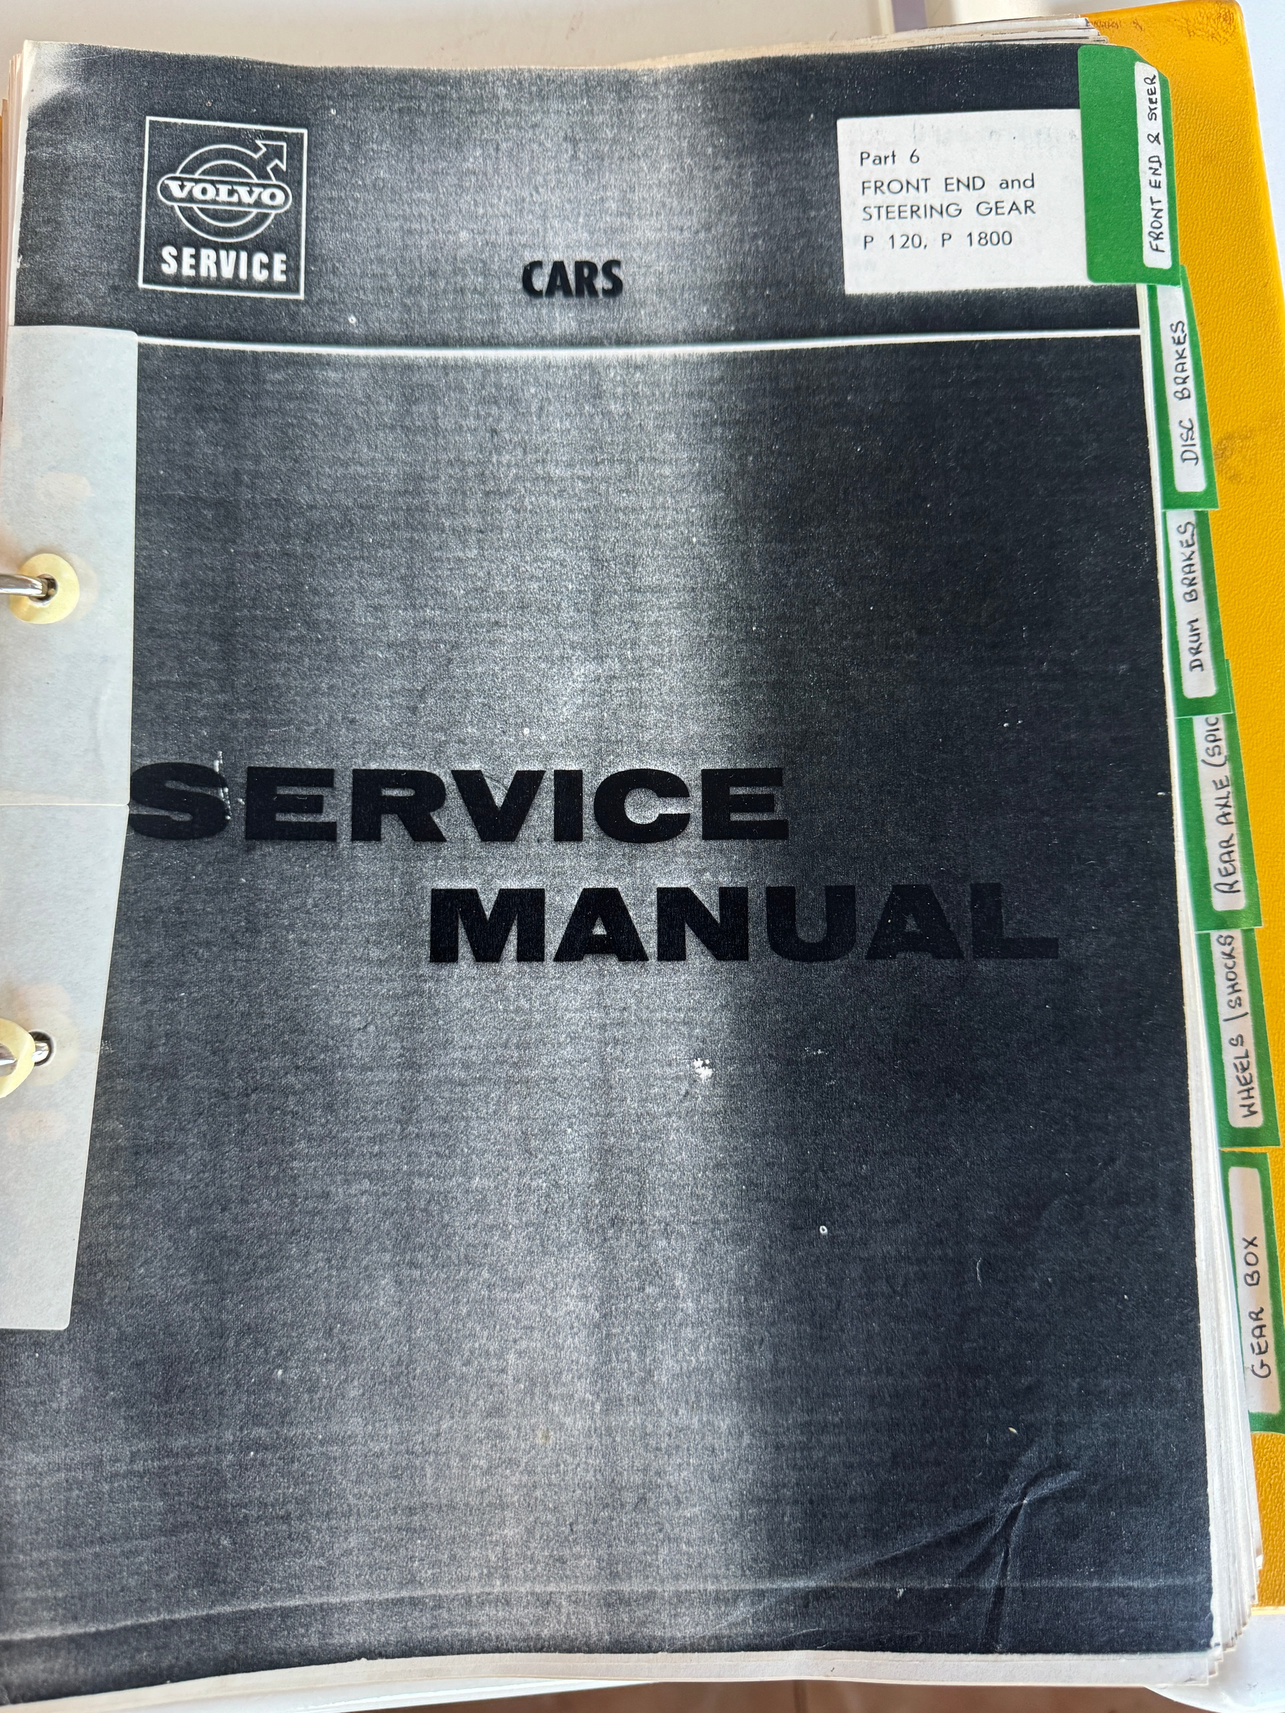 VOLVO
SERVICE
CARS
Part 6
FRONT END and
STEERING GEAR
P 120, P 1800
SERVICE
MANUAL
FRONT END & STEER
DISC BRAKES
DRUM BRAKES
REAR AXLE (SPIC
WHEELS / SHOCKS
GEAR BOX